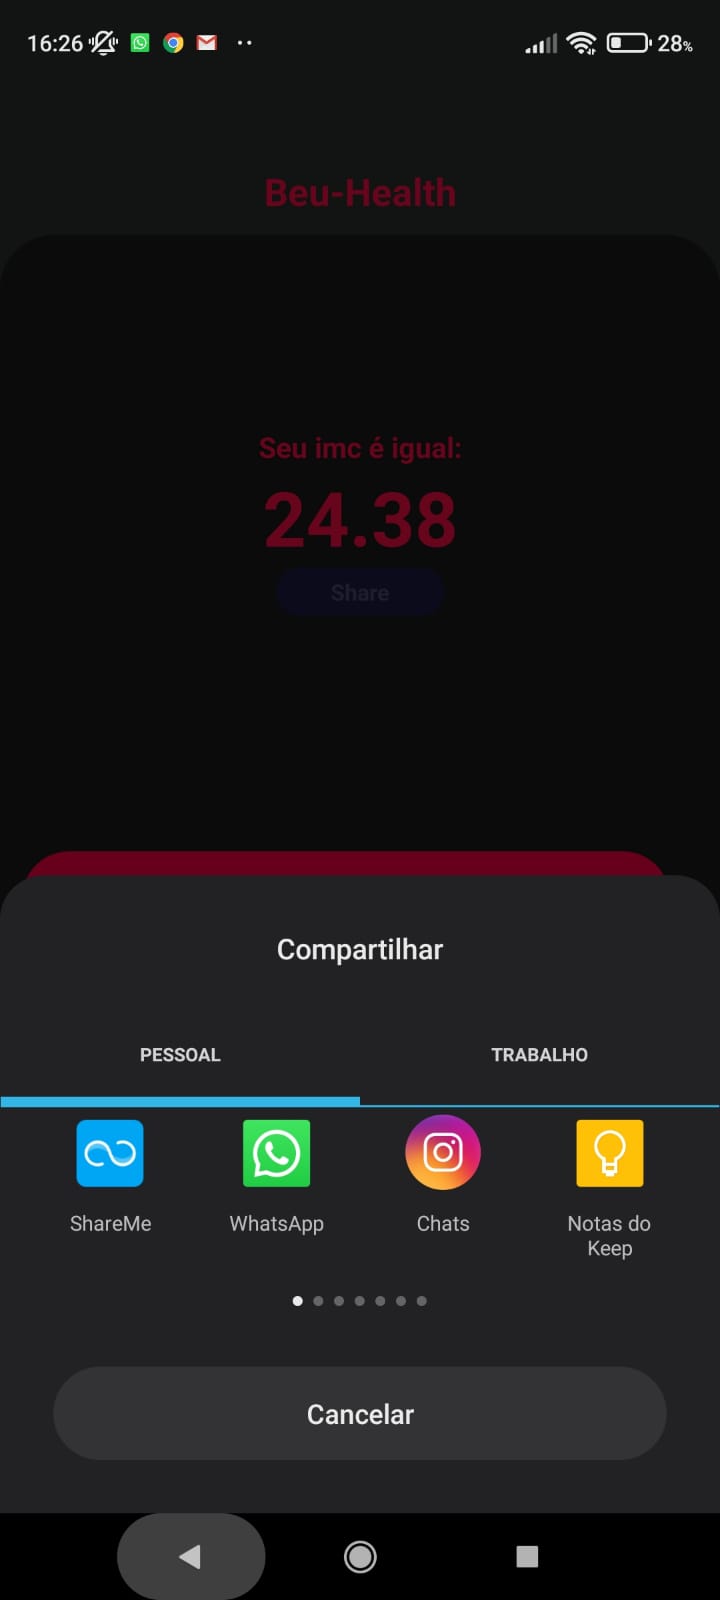 16:26
28%
Beu-Health
Seu imc é igual:
24.38
Share
Compartilhar
PESSOAL
TRABALHO
ShareMe
WhatsApp
Chats
Notas do
Keep
Cancelar